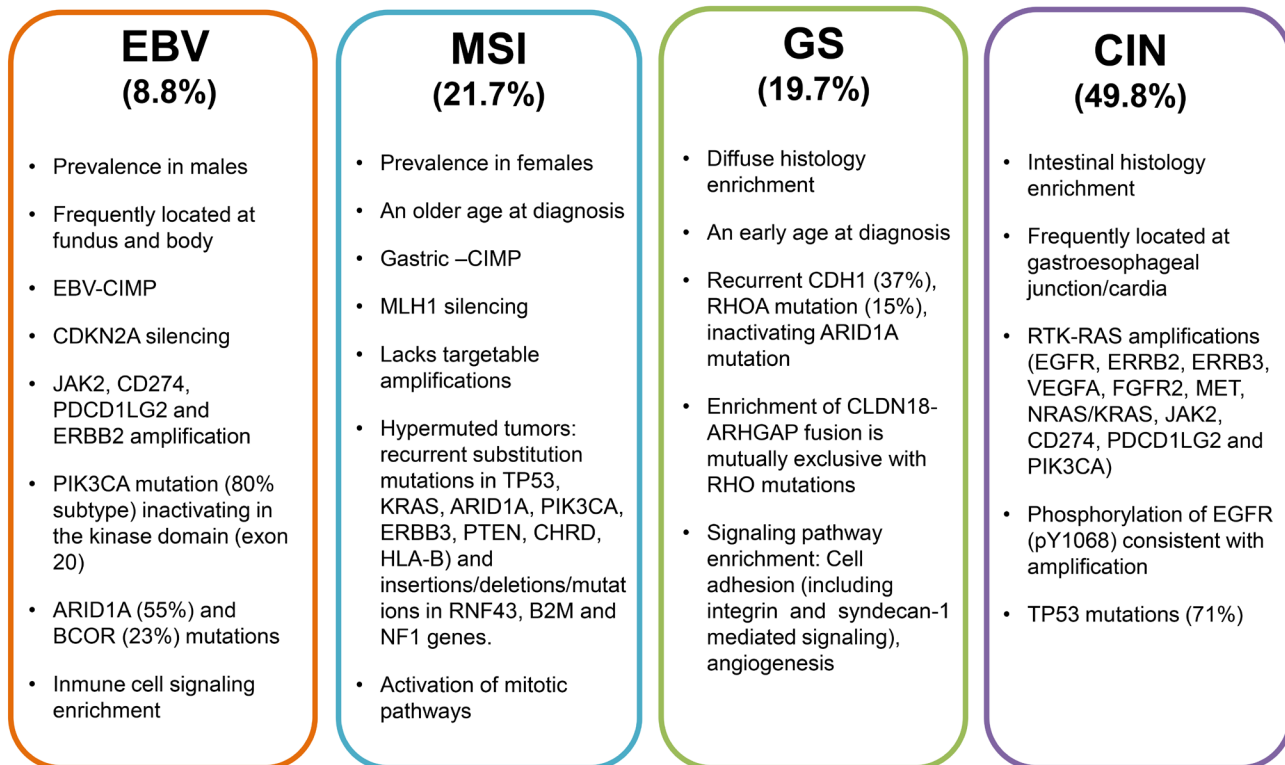 EBV
(8.8%)
• Prevalence in males
• Frequently located at
fundus and body
• EBV-CIMP
• CDKN2A silencing
• JAK2, CD274,
PDCD1LG2 and
ERBB2 amplification
• PIK3CA mutation (80%
subtype) inactivating in
the kinase domain (exon
20)
• ARID1A (55%) and
BCOR (23%) mutations
• Inmune cell signaling
enrichment
MSI
(21.7%)
• Prevalence in females
• An older age at diagnosis
• Gastric –CIMP
• MLH1 silencing
• Lacks targetable
amplifications
• Hypermuted tumors:
recurrent substitution
mutations in TP53,
KRAS, ARID1A, PIK3CA,
ERBB3, PTEN, CHRD,
HLA-B) and
insertions/deletions/mutat
ions in RNF43, B2M and
NF1 genes.
• Activation of mitotic
pathways
GS
(19.7%)
• Diffuse histology
enrichment
• An early age at diagnosis
• Recurrent CDH1 (37%),
RHOA mutation (15%),
inactivating ARID1A
mutation
• Enrichment of CLDN18-
ARHGAP fusion is
mutually exclusive with
RHO mutations
• Signaling pathway
enrichment: Cell
adhesion (including
integrin and syndecan-1
mediated signaling),
angiogenesis
CIN
(49.8%)
• Intestinal histology
enrichment
• Frequently located at
gastroesophageal
junction/cardia
• RTK-RAS amplifications
(EGFR, ERRB2, ERRB3,
VEGFA, FGFR2, MET,
NRAS/KRAS, JAK2,
CD274, PDCD1LG2 and
PIK3CA)
• Phosphorylation of EGFR
(pY1068) consistent with
amplification
• TP53 mutations (71%)